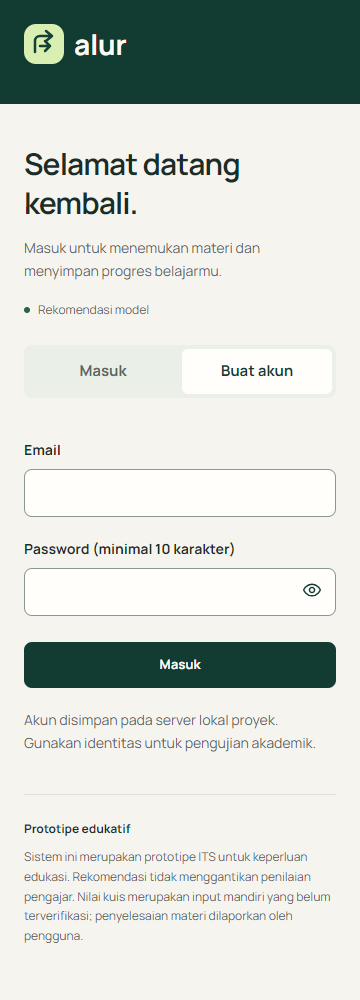 alur
Selamat datang
kembali.
Masuk untuk menemukan materi dan
menyimpan progres belajarmu.
Rekomendasi model
Masuk
Buat akun
Email
Password (minimal 10 karakter)
Masuk
Akun disimpan pada server lokal proyek.
Gunakan identitas untuk pengujian akademik.
Prototipe edukatif
Sistem ini merupakan prototipe ITS untuk keperluan
edukasi. Rekomendasi tidak menggantikan penilaian
pengajar. Nilai kuis merupakan input mandiri yang belum
terverifikasi; penyelesaian materi dilaporkan oleh
pengguna.